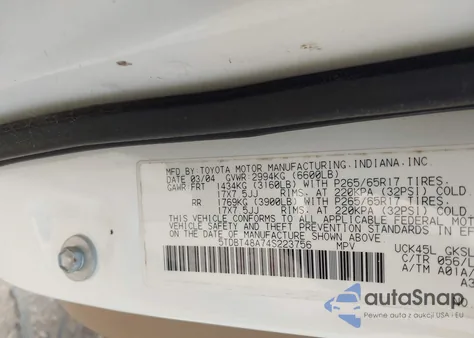 MFD.BY:TOYOTA MOTOR MANUFACTURING,INDIANA,INC.
DATE 03/04 GVWR 2994KG (6600LB)
GAWR FRT 1434KG (3160LB) WITH P265/65R17 TIRES.
17X7.5JJ RIMS. AT 220KPA (32PSI) COLD
RR 1769KG (3900LB) WITH P265/65R17 TIRES.
17X7.5JJ RIMS. AT 220KPA (32PSI) COLD
THIS VEHICLE CONFORMS TO ALL APPLICABLE FEDERAL MOTOR
VEHICLE SAFETY AND THEFT PREVENTION STANDARDS IN EF
ON THE DATE OF MANUFACTURE SHOWN ABOVE.
5TDBT48A74S223756 MPV
UCK45L GKSL
C/TR 056/L
A/TM A01A/
A3
autoSnap
Pewne auta z aukcji USA i EU